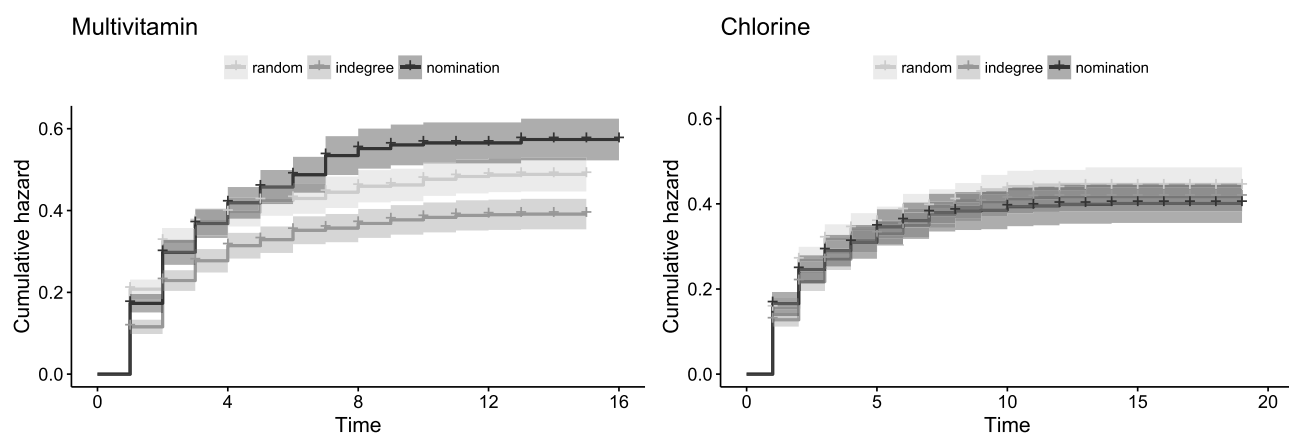 Multivitamin
random indegree nomination
Cumulative hazard
0.6
0.4
0.2
0.0
0 4 8 12 16
Time
Chlorine
random indegree nomination
Cumulative hazard
0.6
0.4
0.2
0.0
0 5 10 15 20
Time